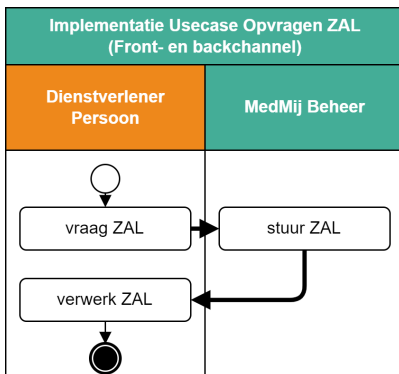 Implementatie Usecase Opvragen ZAL
(Front- en backchannel)
Dienstverlener
Persoon
MedMij Beheer
vraag ZAL
stuur ZAL
verwerk ZAL